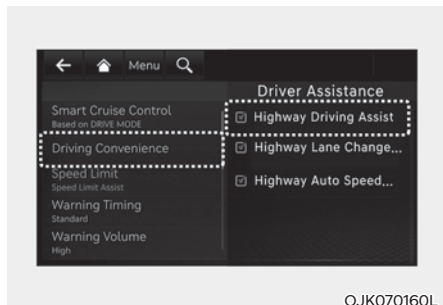 Menu
Driver Assistance
Smart Cruise Control
Based on DRIVE MODE
Driving Convenience
Speed Limit
Speed Limit Assist
Warning Timing
Standard
Warning Volume
High
Highway Driving Assist
Highway Lane Change...
Highway Auto Speed...
OJK070160L